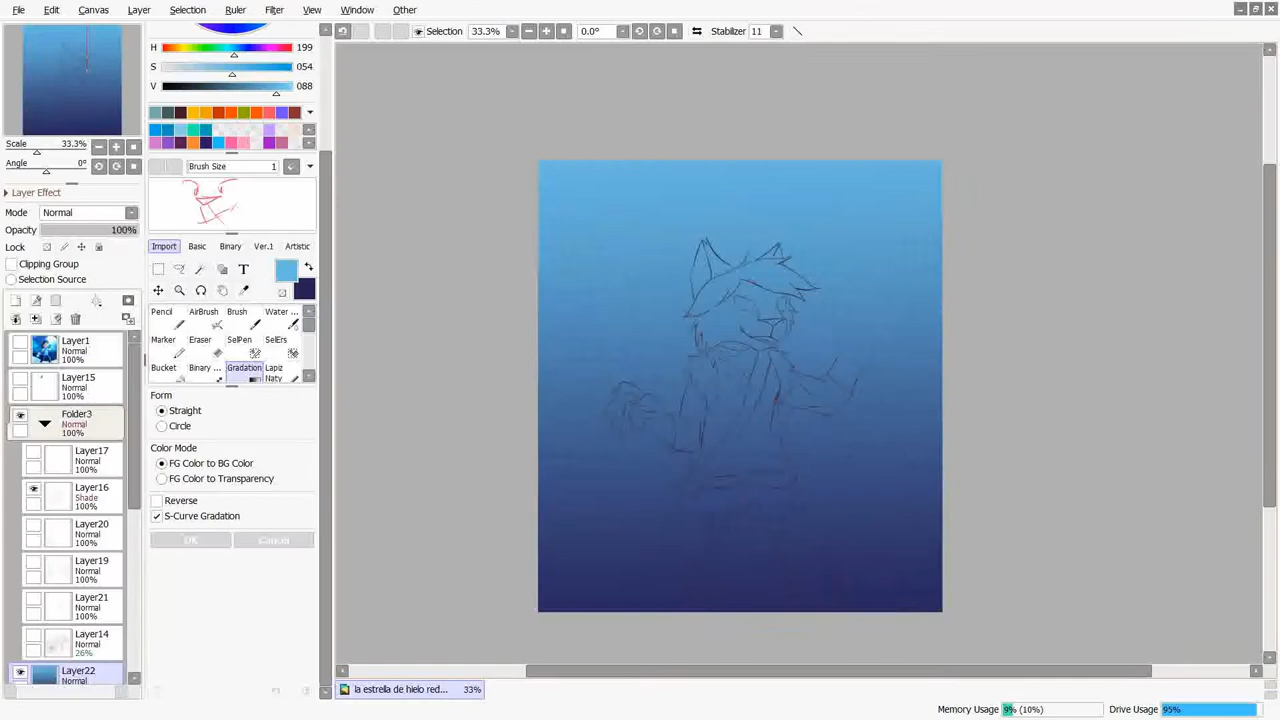 File Edit Canvas Layer Selection Ruler Filter View Window Other
Selection 33.3% 0.0° Stabilizer 11
H 199
S 054
V 088
Scale 33.3%
Angle 0°
Brush Size 1
Layer Effect
Mode Normal
Opacity 100%
Lock
Clipping Group
Selection Source
Import Basic Binary Ver.1 Artistic
T
Pencil AirBrush Brush Water ...
Marker Eraser SelPen SelErs
Bucket Binary ... Gradation Lapiz Naty
Form
Straight
Circle
Color Mode
FG Color to BG Color
FG Color to Transparency
Reverse
S-Curve Gradation
OK Cancel
Layer1
Normal
100%
Layer15
Normal
100%
Folder3
Normal
100%
Layer17
Normal
100%
Layer16
Shade
100%
Layer20
Normal
100%
Layer19
Normal
100%
Layer21
Normal
100%
Layer14
Normal
26%
Layer22
Normal
la estrella de hielo red... 33%
Memory Usage 9% (10%) Drive Usage 95%